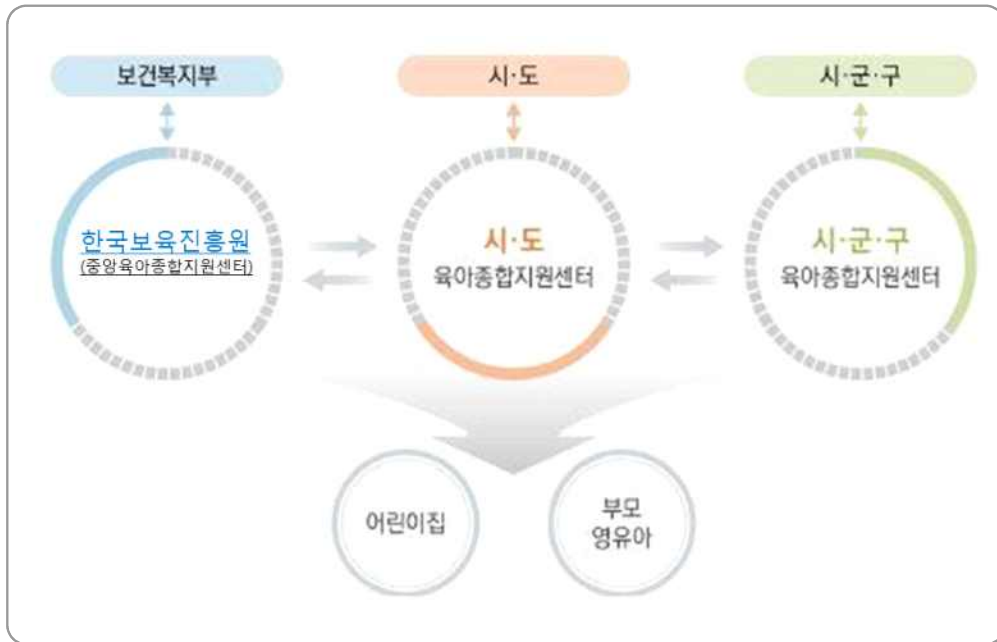 보건복지부
시·도
시·군·구
한국보육진흥원
(중앙육아종합지원센터)
시·도
육아종합지원센터
시·군·구
육아종합지원센터
어린이집
부모
영유아